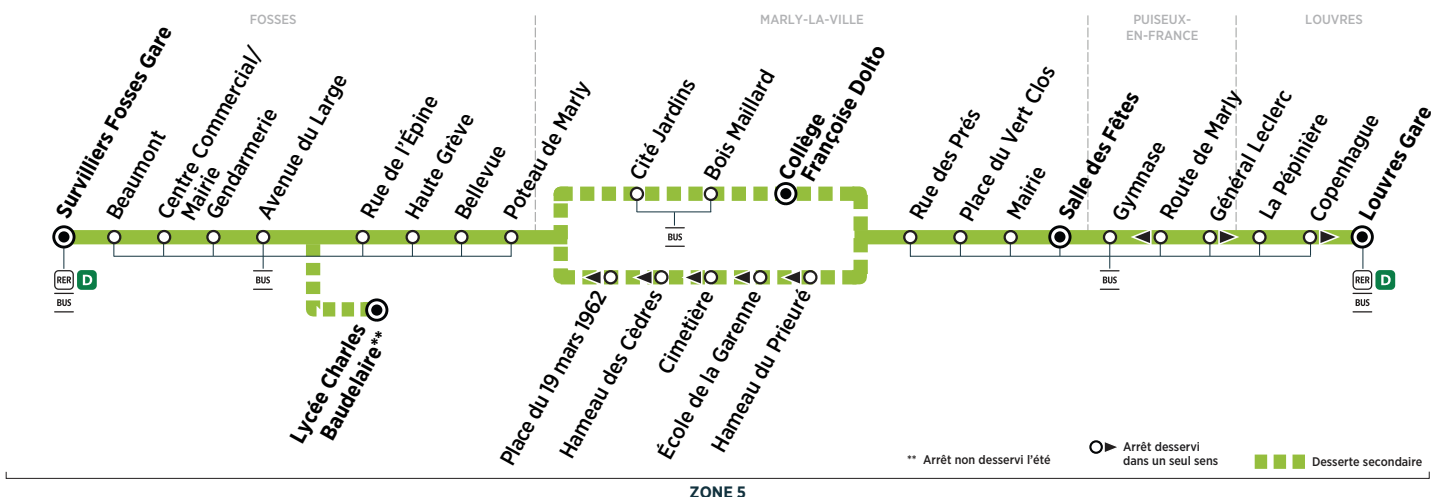 FOSSES
MARLY-LA-VILLE
PUISEUX-
EN-FRANCE
LOUVRES
Survilliers Fosses Gare
Beaumont
Centre Commercial/
Mairie
Gendarmerie
Avenue du Large
Rue de l'Épine
Haute Grève
Bellevue
Poteau de Marly
Cité Jardins
Bois Maillard
Collège
Françoise Dolto
Rue des Prés
Place du Vert Clos
Mairie
Salle des Fêtes
Gymnase
Route de Marly
Général Leclerc
La Pépinière
Copenhague
Louvres Gare
RER D
BUS
BUS
BUS
BUS
RER D
BUS
Lycée Charles
Baudelaire**
Place du 19 mars 1962
Hameau des Cèdres
Cimetière
École de la Garenne
Hameau du Prieuré
** Arrêt non desservi l'été
Arrêt desservi
dans un seul sens
Desserte secondaire
ZONE 5